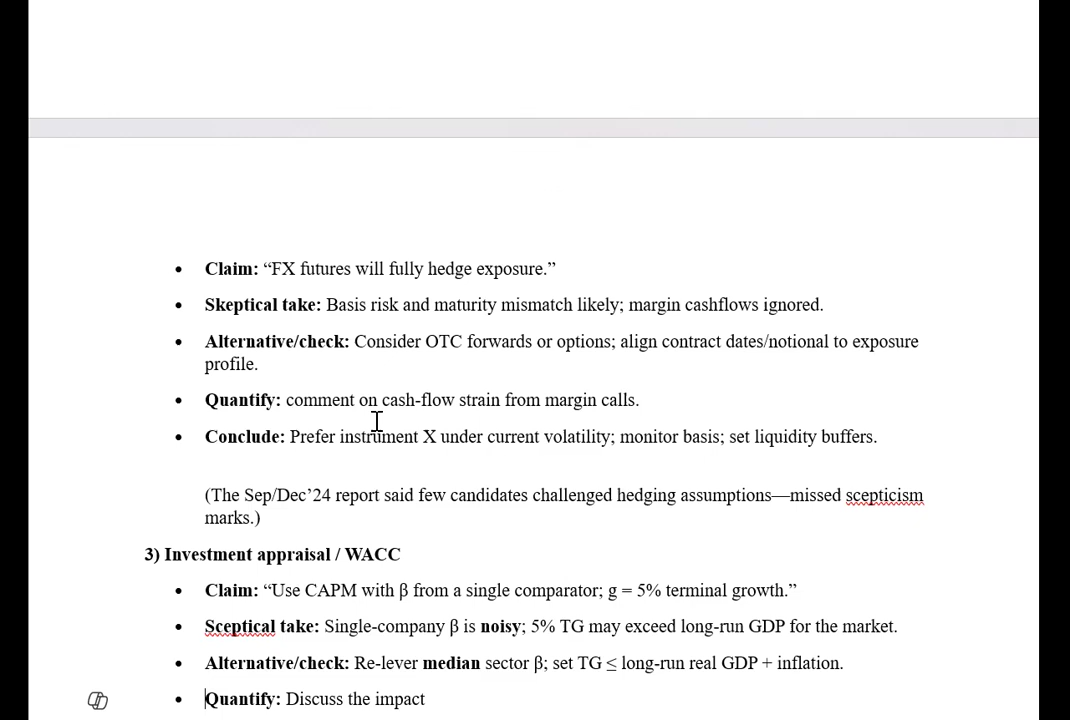 • Claim: “FX futures will fully hedge exposure.”
• Skeptical take: Basis risk and maturity mismatch likely; margin cashflows ignored.
• Alternative/check: Consider OTC forwards or options; align contract dates/notional to exposure
profile.
• Quantify: comment on cash-flow strain from margin calls.
• Conclude: Prefer instrument X under current volatility; monitor basis; set liquidity buffers.
(The Sep/Dec’24 report said few candidates challenged hedging assumptions—missed scepticism
marks.)
3) Investment appraisal / WACC
• Claim: “Use CAPM with β from a single comparator; g = 5% terminal growth.”
• Sceptical take: Single-company β is noisy; 5% TG may exceed long-run GDP for the market.
• Alternative/check: Re-lever median sector β; set TG ≤ long-run real GDP + inflation.
• Quantify: Discuss the impact